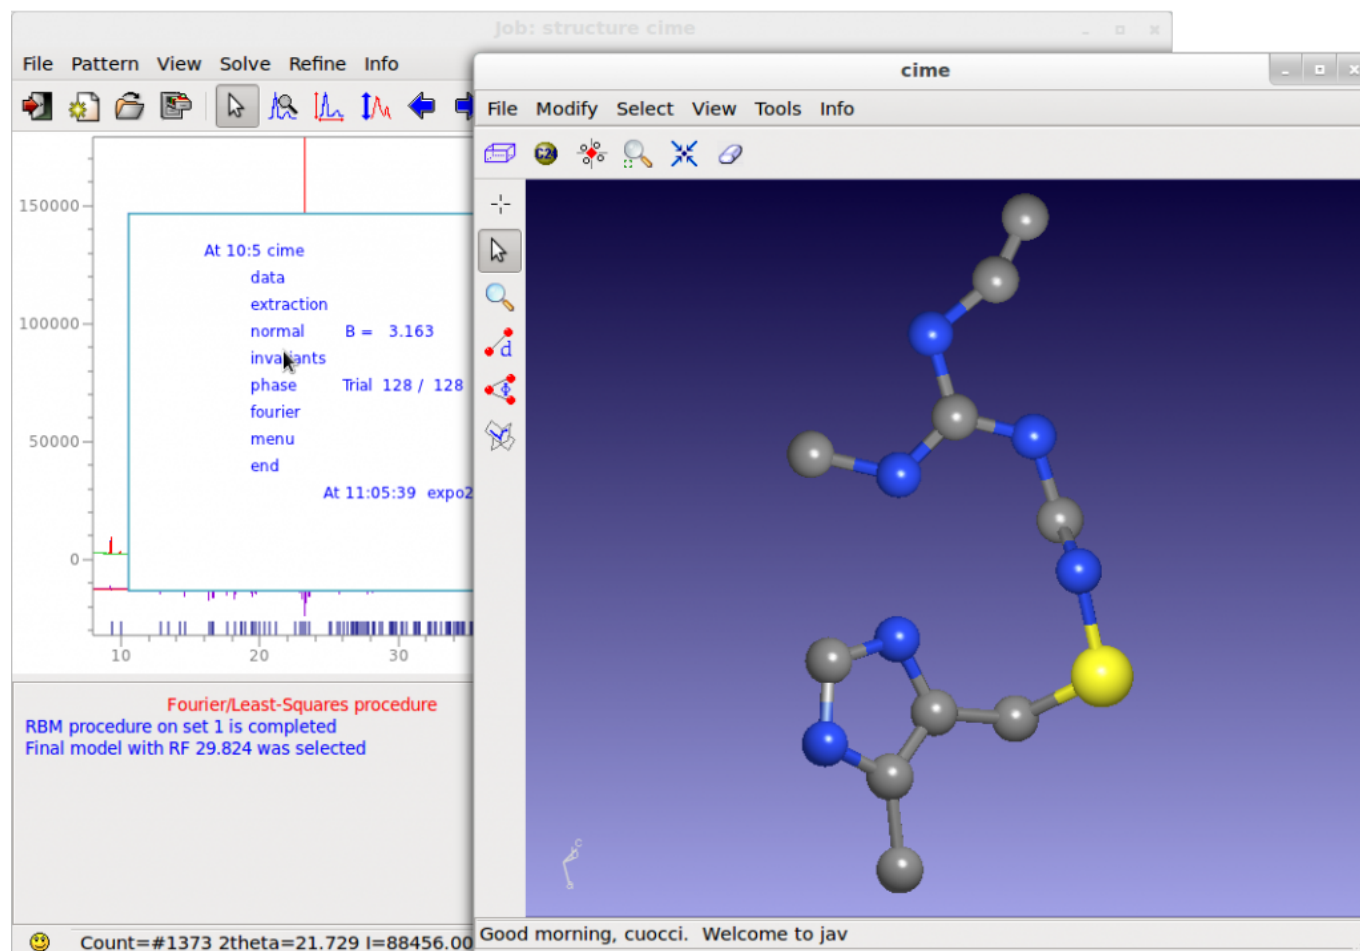 Job: structure cime
File Pattern View Solve Refine Info
cime
File Modify Select View Tools Info
C24
150000
100000
50000
0
At 10:5 cime
data
extraction
normal B = 3.163
invariants
phase Trial 128 / 128
fourier
menu
end
At 11:05:39 expo2
10 20 30
d
Φ
c
Fourier/Least-Squares procedure
RBM procedure on set 1 is completed
Final model with RF 29.824 was selected
Count=#1373 2theta=21.729 I=88456.00
Good morning, cuocci. Welcome to jav